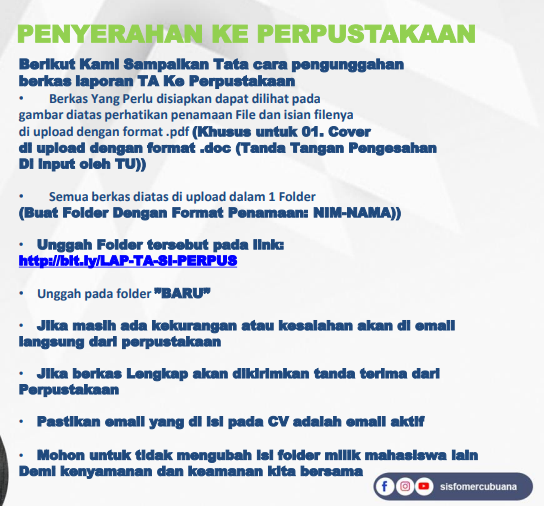 PENYERAHAN KE PERPUSTAKAAN
Berikut Kami Sampaikan Tata cara pengunggahan
berkas laporan TA Ke Perpustakaan
• Berkas Yang Perlu disiapkan dapat dilihat pada
gambar diatas perhatikan penamaan File dan isian filenya
di upload dengan format .pdf (Khusus untuk 01. Cover
di upload dengan format .doc (Tanda Tangan Pengesahan
Di Input oleh TU))
• Semua berkas diatas di upload dalam 1 Folder
(Buat Folder Dengan Format Penamaan: NIM-NAMA))
• Unggah Folder tersebut pada link:
http://bit.ly/LAP-TA-SI-PERPUS
• Unggah pada folder "BARU"
• Jika masih ada kekurangan atau kesalahan akan di email
langsung dari perpustakaan
• Jika berkas Lengkap akan dikirimkan tanda terima dari
Perpustakaan
• Pastikan email yang di isi pada CV adalah email aktif
• Mohon untuk tidak mengubah isi folder milik mahasiswa lain
Demi kenyamanan dan keamanan kita bersama
sisfomercubuana